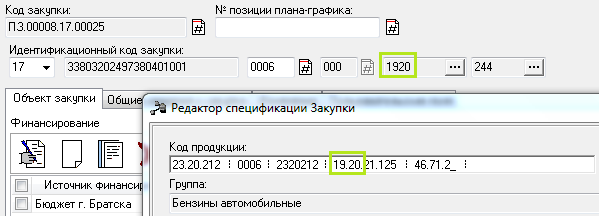 Код закупки: № позиции плана-графика:
ПЗ.00008.17.00025
Идентификационный код закупки:
17 33803202497380401001 0006 000 1920 ... 244 ...
Объект закупки Общие
Финансирование
Редактор спецификации Закупки
Код продукции:
23.20.212 ⁝ 0006 ⁝ 2320212 ⁝ 19.20.21.125 ⁝ 46.71.2_ ⁝
Группа:
Источник финанси
Бензины автомобильные
Бюджет г. Братска